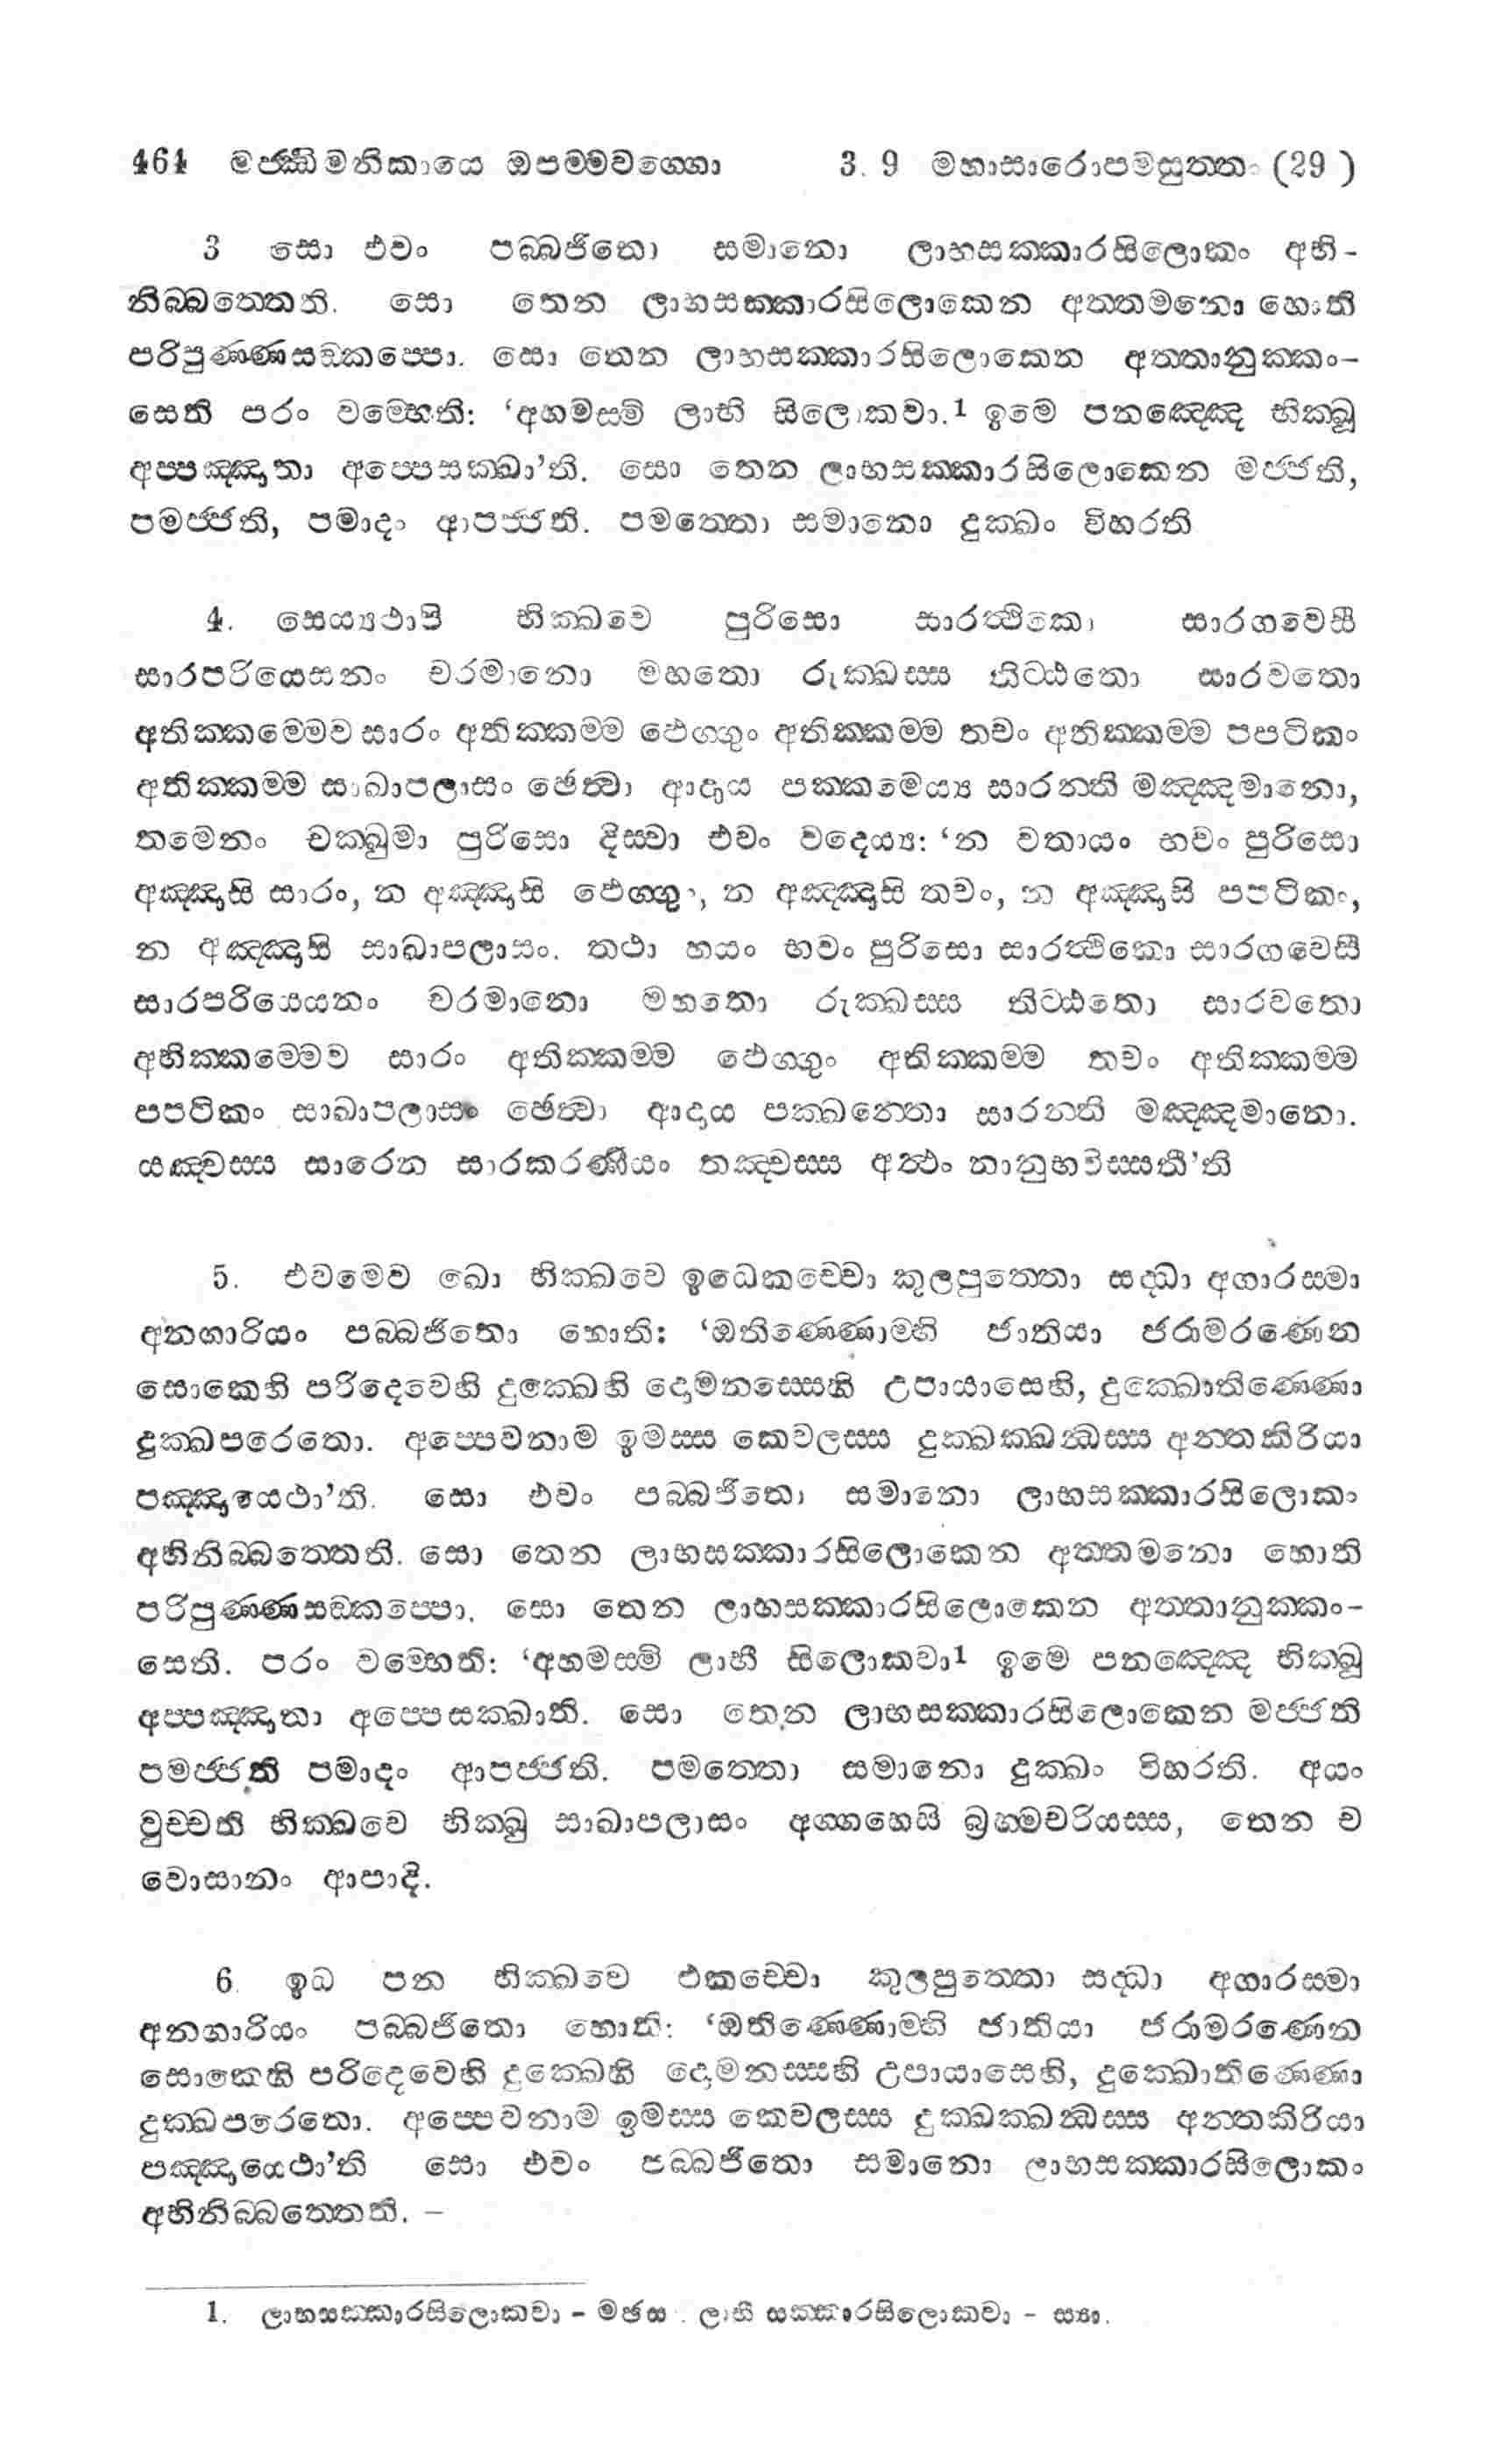 464 මජ්ඣිමනිකායෙ ඔපම්මවග්ගො 3. 9 මහාසාරොපමසුත්තං (29 )
3 සො එවං පබ්බජිතො සමානො ලාභසක්කාරසිලොකං අභි-
නිබ්බත්තෙති. සො තෙන ලාභසක්කාරසිලොකෙන අත්තමනො හොති
පරිපුණ්ණසඞ්කප්පො. සො තෙන ලාභසක්කාරසිලොකෙන අත්තානුක්කං-
සෙති පරං වම්භෙති: ‘අහමස්මි ලාභි සිලොකවා.1 ඉමෙ පනඤ්ඤෙ භික්ඛූ
අප්පඤ්ඤාතා අප්පෙසක්ඛා’ති. සො තෙන ලාභසක්කාරසිලොකෙන මජ්ජති,
පමජ්ජති, පමාදං ආපජ්ජති. පමත්තො සමානො දුක්ඛං විහරති
4. සෙය්‍යථාපි භික්ඛවෙ පුරිසො සාරත්ථිකො සාරගවෙසී
සාරපරියෙසනං චරමානො මහතො රුක්ඛස්ස තිට්ඨතො සාරවතො
අතික්කම්මෙව සාරං අතික්කම්ම ඵෙග්ගුං අතික්කම්ම තචං අතික්කම්ම පපටිකං
අතික්කම්ම සාඛාපලාසං ඡෙත්වා ආදාය පක්කමෙය්‍ය සාරන්ති මඤ්ඤමානො,
තමෙනං චක්ඛුමා පුරිසො දිස්වා එවං වදෙය්‍ය: ‘න වතායං භවං පුරිසො
අඤ්ඤාසි සාරං, න අඤ්ඤාසි ඵෙග්ගුං, න අඤ්ඤාසි තචං, න අඤ්ඤාසි පපටිකං,
න අඤ්ඤාසි සාඛාපලාසං. තථා හයං භවං පුරිසො සාරත්ථිකො සාරගවෙසී
සාරපරියෙයනං චරමානො මහතො රුක්ඛස්ස තිට්ඨතො සාරවතො
අභික්කම්මෙව සාරං අතික්කම්ම ඵෙග්ගුං අතික්කම්ම තචං අතික්කම්ම
පපටිකං සාඛාපලාසං ඡෙත්වා ආදාය පක්ඛන්තො සාරන්ති මඤ්ඤමානො.
යඤ්චස්ස සාරෙන සාරකරණීයං තඤ්චස්ස අත්ථං නානුභවිස්සතී’ති
5. එවමෙව ඛො භික්ඛවෙ ඉධෙකච්චො කුලපුත්තො සද්ධා අගාරස්මා
අනගාරියං පබ්බජිතො හොති: ‘ඔතිණ්ණොම්හි ජාතියා ජරාමරණෙන
සොකෙහි පරිදෙවෙහි දුක්ඛෙහි දොමනස්සෙහි උපායාසෙහි, දුක්ඛොතිණ්ණො
දුක්ඛපරෙතො. අප්පෙවනාම ඉමස්ස කෙවලස්ස දුක්ඛක්ඛන්ධස්ස අන්තකිරියා
පඤ්ඤායෙථා’ති. සො එවං පබ්බජිතො සමානො ලාභසක්කාරසිලොකං
අභිනිබ්බත්තෙති. සො තෙන ලාභසක්කාරසිලොකෙන අත්තමනො හොති
පරිපුණ්ණසඞ්කප්පො. සො තෙන ලාභසක්කාරසිලොකෙන අත්තානුක්කං-
සෙති. පරං වම්භෙති: ‘අහමස්මි ලාභී සිලොකවා1 ඉමෙ පනඤ්ඤෙ භික්ඛූ
අප්පඤ්ඤාතා අප්පෙසක්ඛාති. සො තෙන ලාභසක්කාරසිලොකෙන මජ්ජති
පමජ්ජති පමාදං ආපජ්ජති. පමත්තො සමානො දුක්ඛං විහරති. අයං
වුච්චති භික්ඛවෙ භික්ඛු සාඛාපලාසං අග්ගහෙසි බ්‍රහ්මචරියස්ස, තෙන ච
වොසානං ආපාදි.
6. ඉධ පන භික්ඛවෙ එකච්චො කුලපුත්තො සද්ධා අගාරස්මා
අනගාරියං පබ්බජිතො හොති: ‘ඔතිණ්ණොම්හි ජාතියා ජරාමරණෙන
සොකෙහි පරිදෙවෙහි දුක්ඛෙහි දොමනස්සහි උපායාසෙහි, දුක්ඛොතිණ්ණො
දුක්ඛපරෙතො. අප්පෙවනාම ඉමස්ස කෙවලස්ස දුක්ඛක්ඛන්ධස්ස අන්තකිරියා
පඤ්ඤායෙථා’ති සො එවං පබ්බජිතො සමානො ලාභසක්කාරසිලොකං
අභිනිබ්බත්තෙති. –
1. ලාභසක්කාරසිලොකවා - මඡසං. ලාභී සක්කාරසිලොකවා - ස්‍යා.